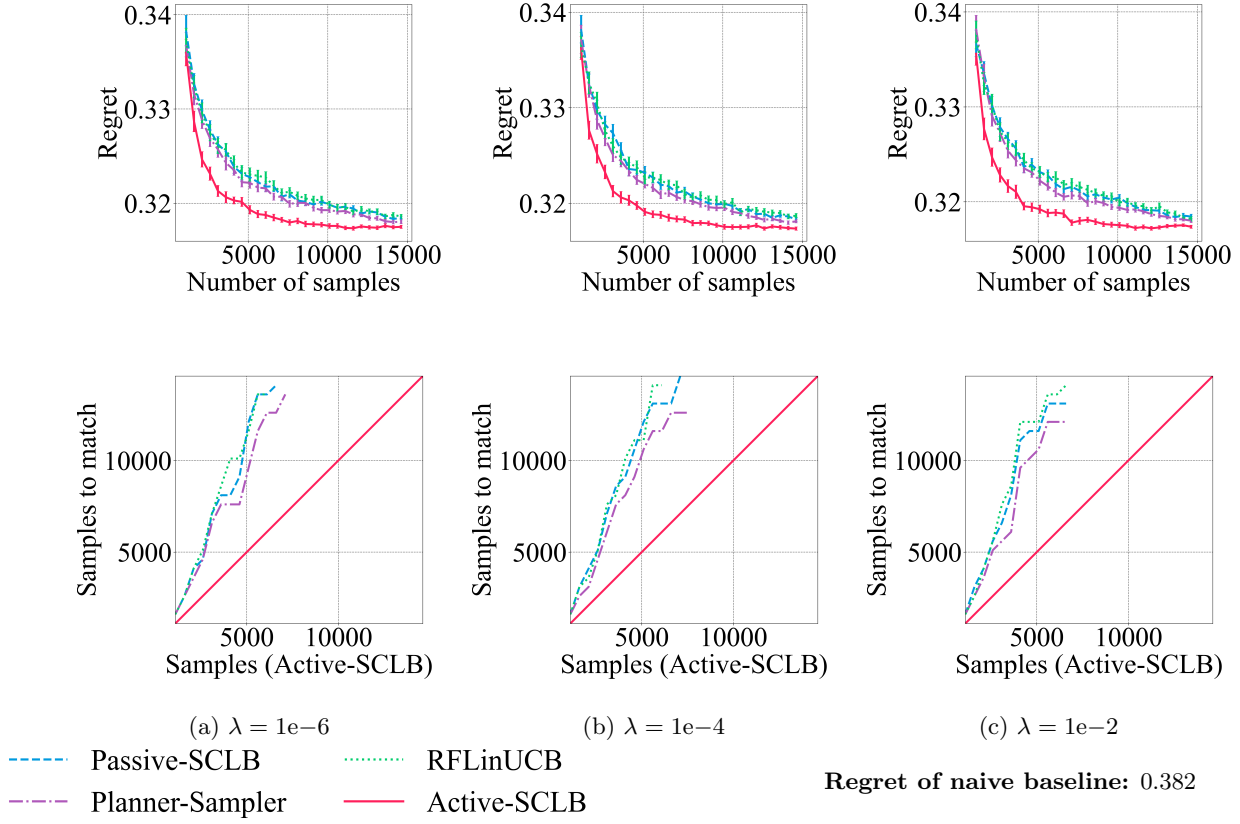 0.34
0.33
0.32
Regret
5000 10000 15000
Number of samples
0.34
0.33
0.32
Regret
5000 10000 15000
Number of samples
0.34
0.33
0.32
Regret
5000 10000 15000
Number of samples
10000
5000
Samples to match
5000 10000
Samples (Active-SCLB)
10000
5000
Samples to match
5000 10000
Samples (Active-SCLB)
10000
5000
Samples to match
5000 10000
Samples (Active-SCLB)
(a) λ = 1e−6
(b) λ = 1e−4
(c) λ = 1e−2
Passive-SCLB
RFLinUCB
Planner-Sampler
Active-SCLB
Regret of naive baseline: 0.382